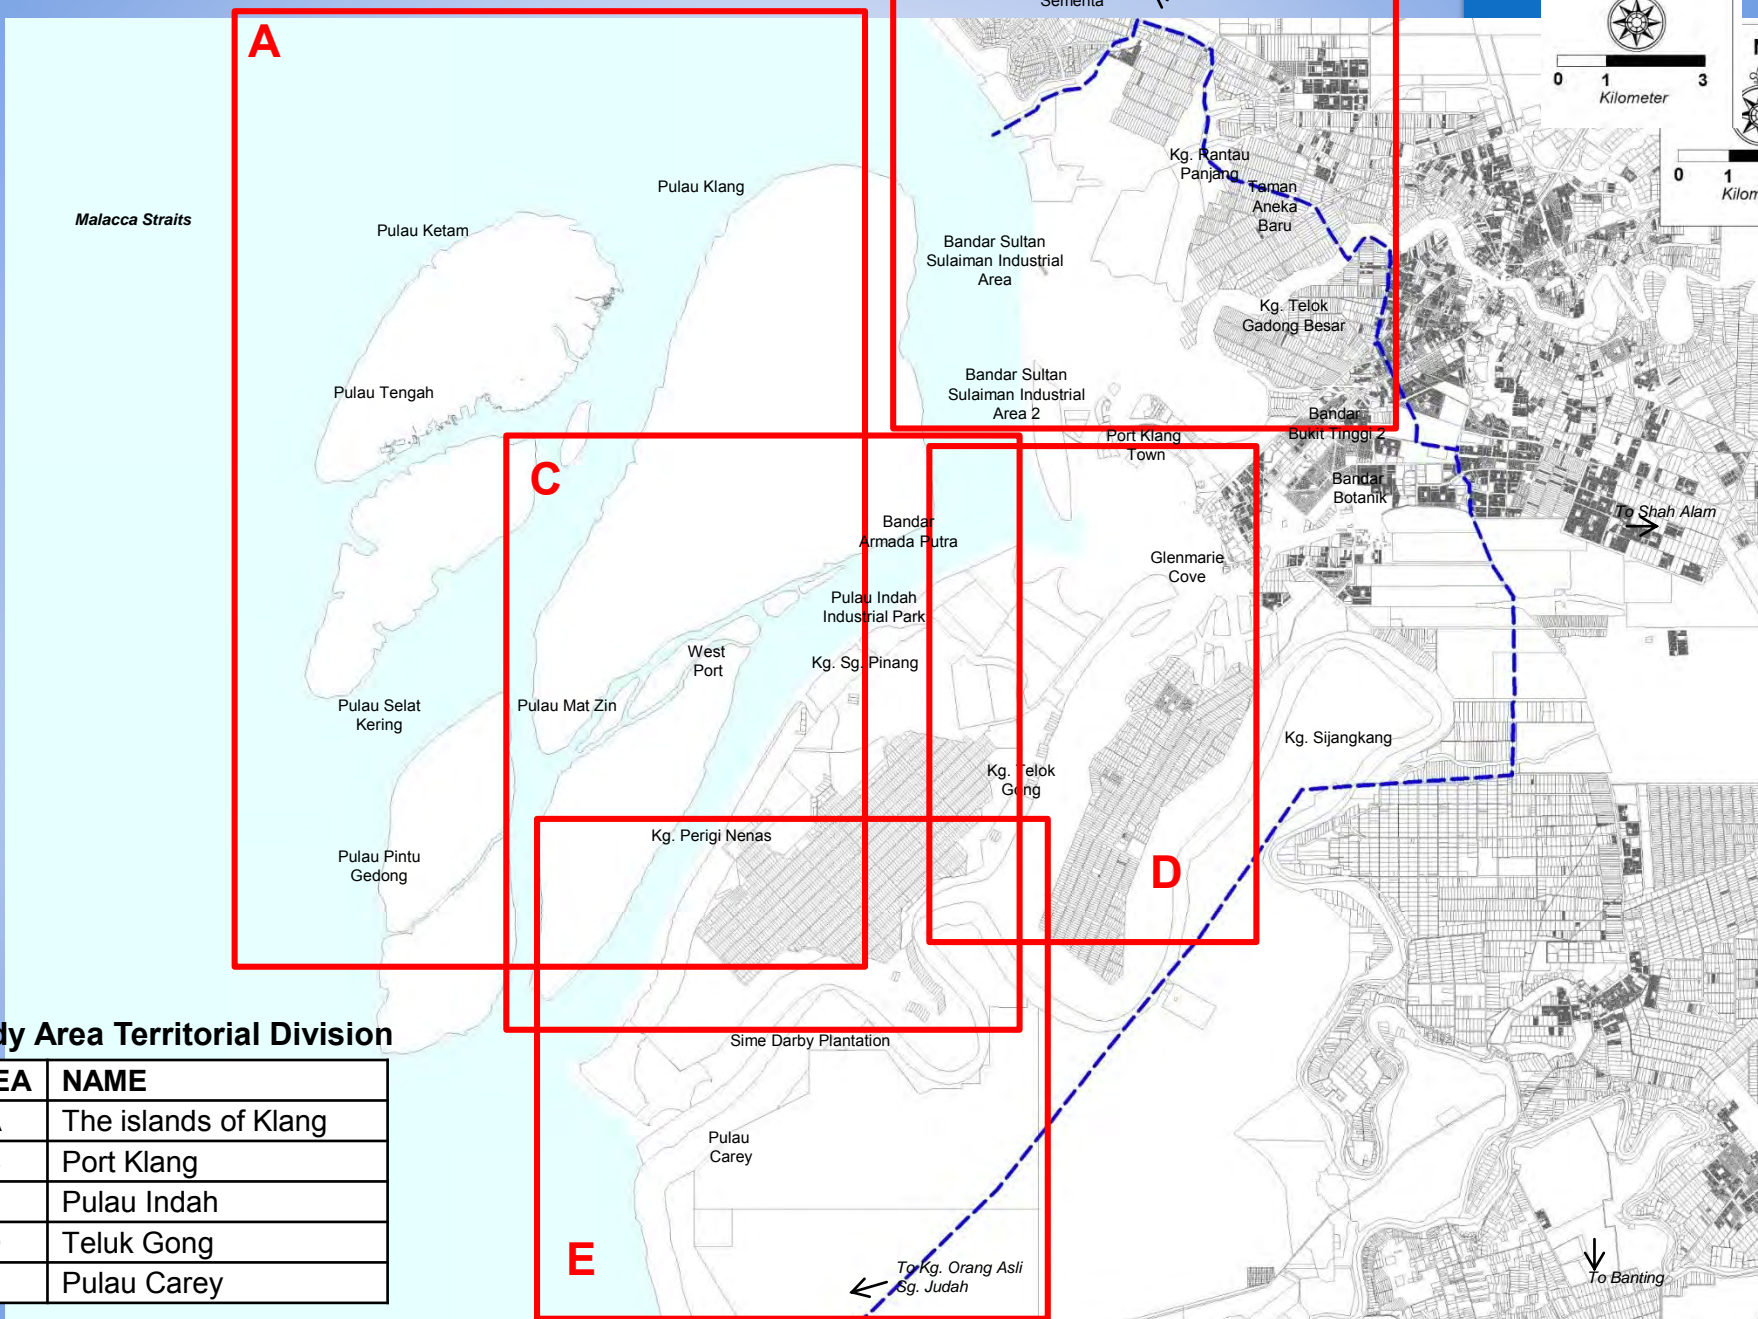 Sementa
A
0 1 3
Kilometer
0 1
Kilom
Malacca Straits
Pulau Klang
Pulau Ketam
Kg. Rantau
Panjang
Taman
Aneka
Baru
Bandar Sultan
Sulaiman Industrial
Area
Kg. Telok
Gadong Besar
Pulau Tengah
Bandar Sultan
Sulaiman Industrial
Area 2
Bandar
Bukit Tinggi 2
Port Klang
Town
C
Bandar
Botanik
To Shah Alam
Bandar
Armada Putra
Glenmarie
Cove
Pulau Indah
Industrial Park
West
Port
Kg. Sg. Pinang
Pulau Selat
Kering
Pulau Mat Zin
Kg. Sijangkang
Kg. Telok
Gong
Kg. Perigi Nenas
Pulau Pintu
Gedong
D
Sime Darby Plantation
dy Area Territorial Division
EA NAME
The islands of Klang
Port Klang
Pulau Indah
Teluk Gong
Pulau Carey
Pulau
Carey
E
To Kg. Orang Asli
Sg. Judah
To Banting